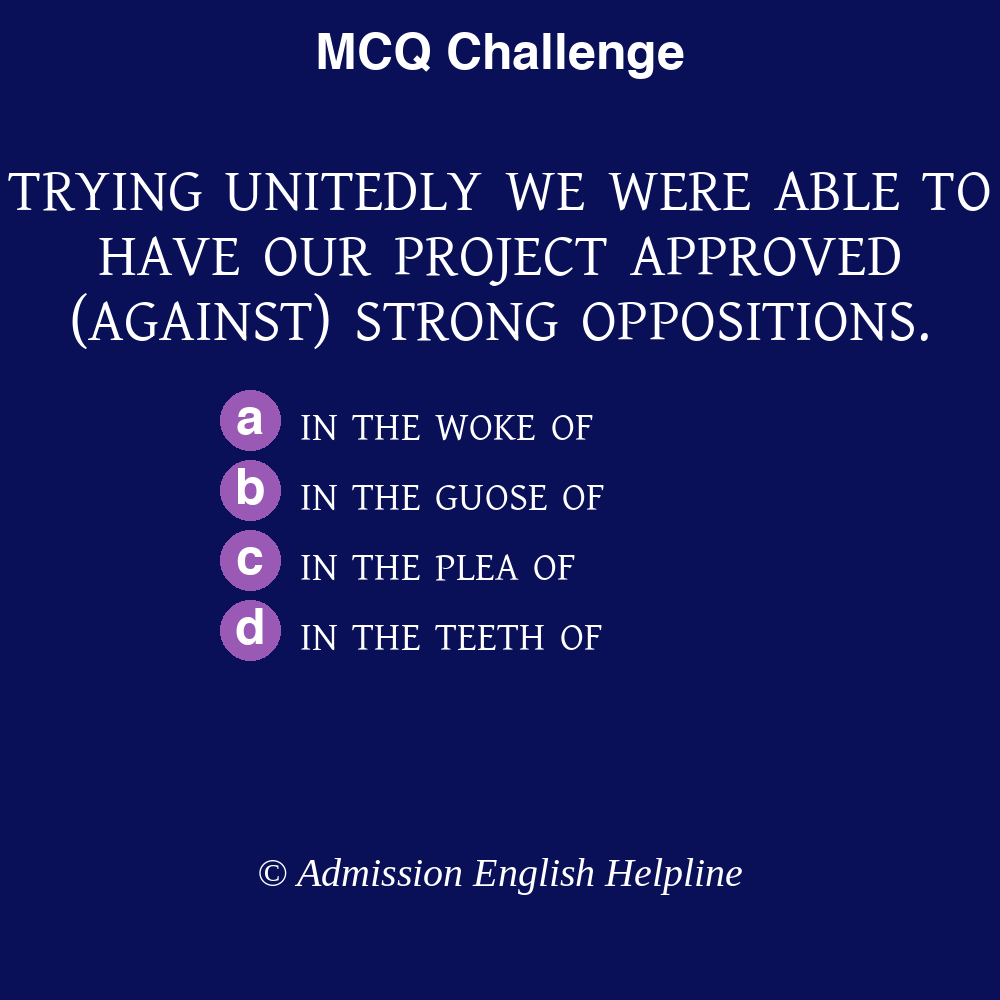 MCQ Challenge
TRYING UNITEDLY WE WERE ABLE TO
HAVE OUR PROJECT APPROVED
(AGAINST) STRONG OPPOSITIONS.
a IN THE WOKE OF
b IN THE GUOSE OF
c IN THE PLEA OF
d IN THE TEETH OF
© Admission English Helpline